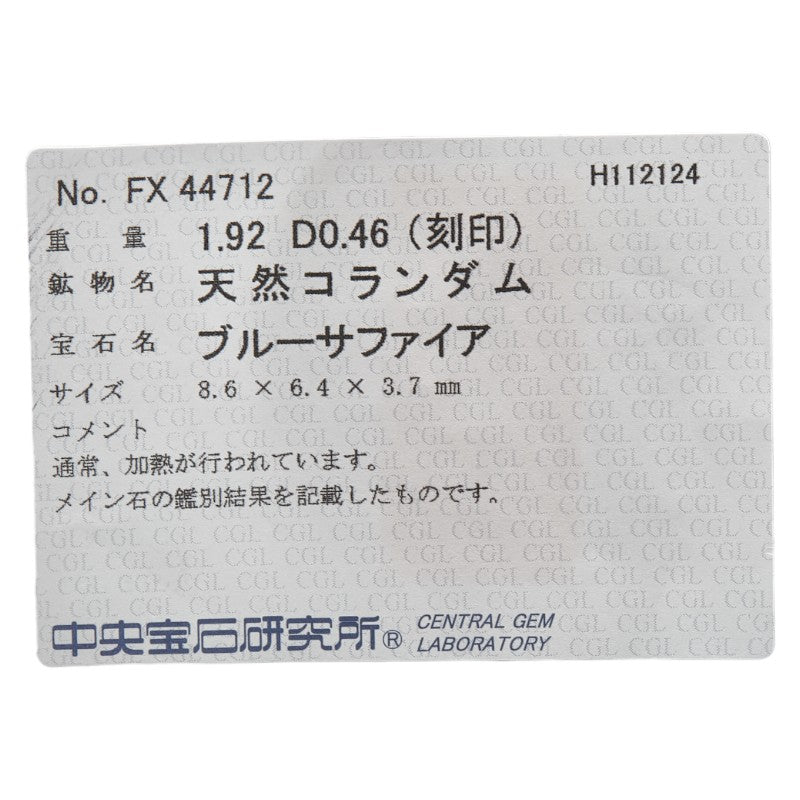 No. FX 44712 H112124
重量 1.92 D0.46（刻印）
鉱物名 天然コランダム
宝石名 ブルーサファイア
サイズ 8.6 × 6.4 × 3.7 mm
コメント
通常、加熱が行われています。
メイン石の鑑別結果を記載したものです。
中央宝石研究所® CENTRAL GEM
LABORATORY